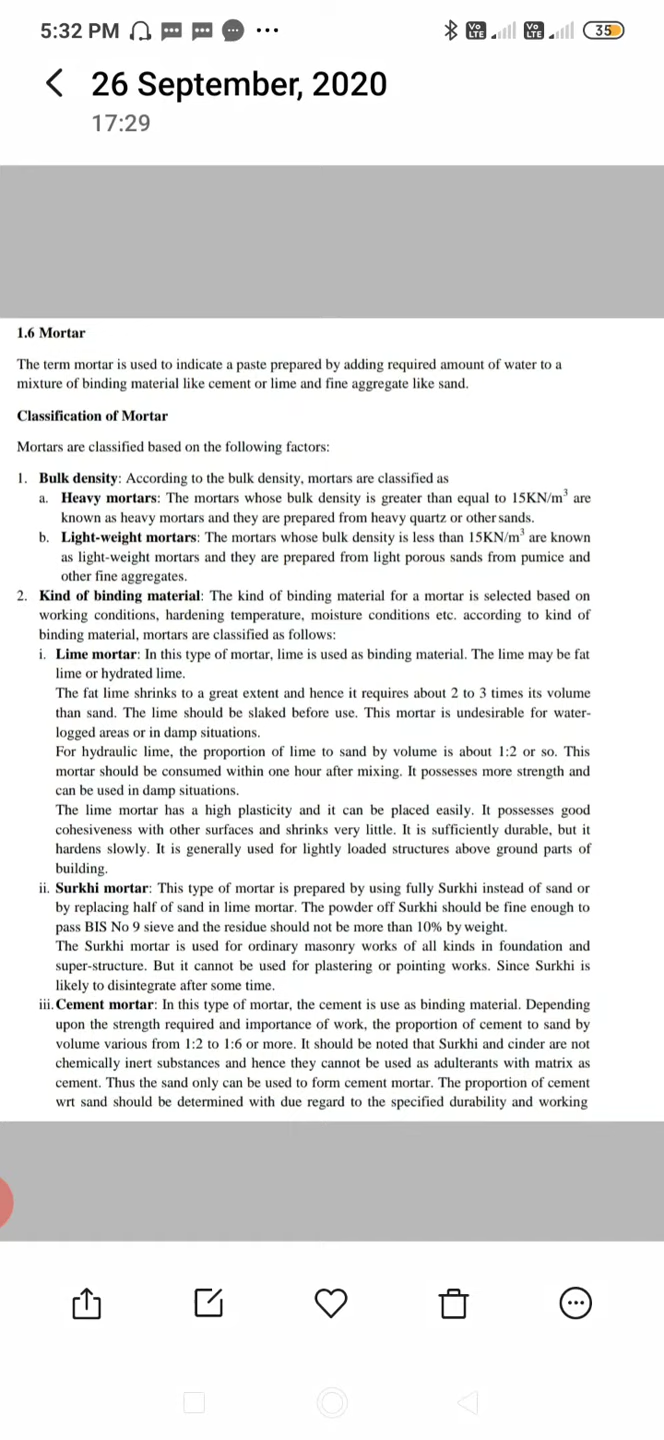 5:32 PM
Vo LTE
Vo LTE
35
26 September, 2020
17:29
1.6 Mortar
The term mortar is used to indicate a paste prepared by adding required amount of water to a
mixture of binding material like cement or lime and fine aggregate like sand.
Classification of Mortar
Mortars are classified based on the following factors:
1. Bulk density: According to the bulk density, mortars are classified as
a. Heavy mortars: The mortars whose bulk density is greater than equal to 15KN/m³ are
known as heavy mortars and they are prepared from heavy quartz or other sands.
b. Light-weight mortars: The mortars whose bulk density is less than 15KN/m³ are known
as light-weight mortars and they are prepared from light porous sands from pumice and
other fine aggregates.
2. Kind of binding material: The kind of binding material for a mortar is selected based on
working conditions, hardening temperature, moisture conditions etc. according to kind of
binding material, mortars are classified as follows:
i. Lime mortar: In this type of mortar, lime is used as binding material. The lime may be fat
lime or hydrated lime.
The fat lime shrinks to a great extent and hence it requires about 2 to 3 times its volume
than sand. The lime should be slaked before use. This mortar is undesirable for water-
logged areas or in damp situations.
For hydraulic lime, the proportion of lime to sand by volume is about 1:2 or so. This
mortar should be consumed within one hour after mixing. It possesses more strength and
can be used in damp situations.
The lime mortar has a high plasticity and it can be placed easily. It possesses good
cohesiveness with other surfaces and shrinks very little. It is sufficiently durable, but it
hardens slowly. It is generally used for lightly loaded structures above ground parts of
building.
ii. Surkhi mortar: This type of mortar is prepared by using fully Surkhi instead of sand or
by replacing half of sand in lime mortar. The powder off Surkhi should be fine enough to
pass BIS No 9 sieve and the residue should not be more than 10% by weight.
The Surkhi mortar is used for ordinary masonry works of all kinds in foundation and
super-structure. But it cannot be used for plastering or pointing works. Since Surkhi is
likely to disintegrate after some time.
iii. Cement mortar: In this type of mortar, the cement is use as binding material. Depending
upon the strength required and importance of work, the proportion of cement to sand by
volume various from 1:2 to 1:6 or more. It should be noted that Surkhi and cinder are not
chemically inert substances and hence they cannot be used as adulterants with matrix as
cement. Thus the sand only can be used to form cement mortar. The proportion of cement
wrt sand should be determined with due regard to the specified durability and working